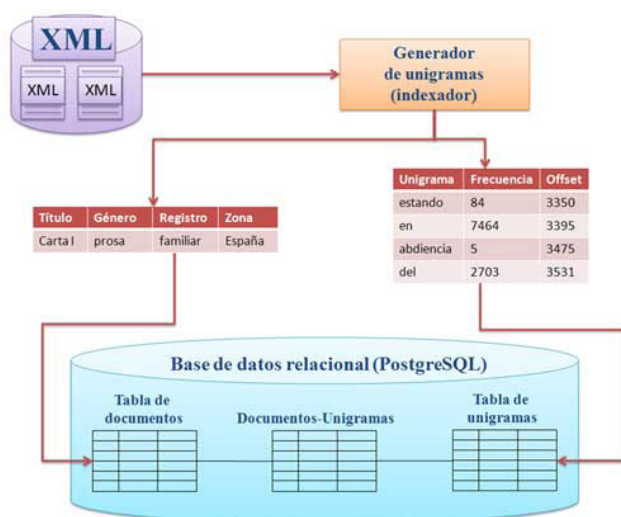 XML
XML XML
Generador
de unigramas
(indexador)
Título Género Registro Zona
Carta I prosa familiar España
Unigrama Frecuencia Offset
estando 84 3350
en 7464 3395
abdiencia 5 3475
del 2703 3531
Base de datos relacional (PostgreSQL)
Tabla de
documentos
Documentos-Unigramas
Tabla de
unigramas